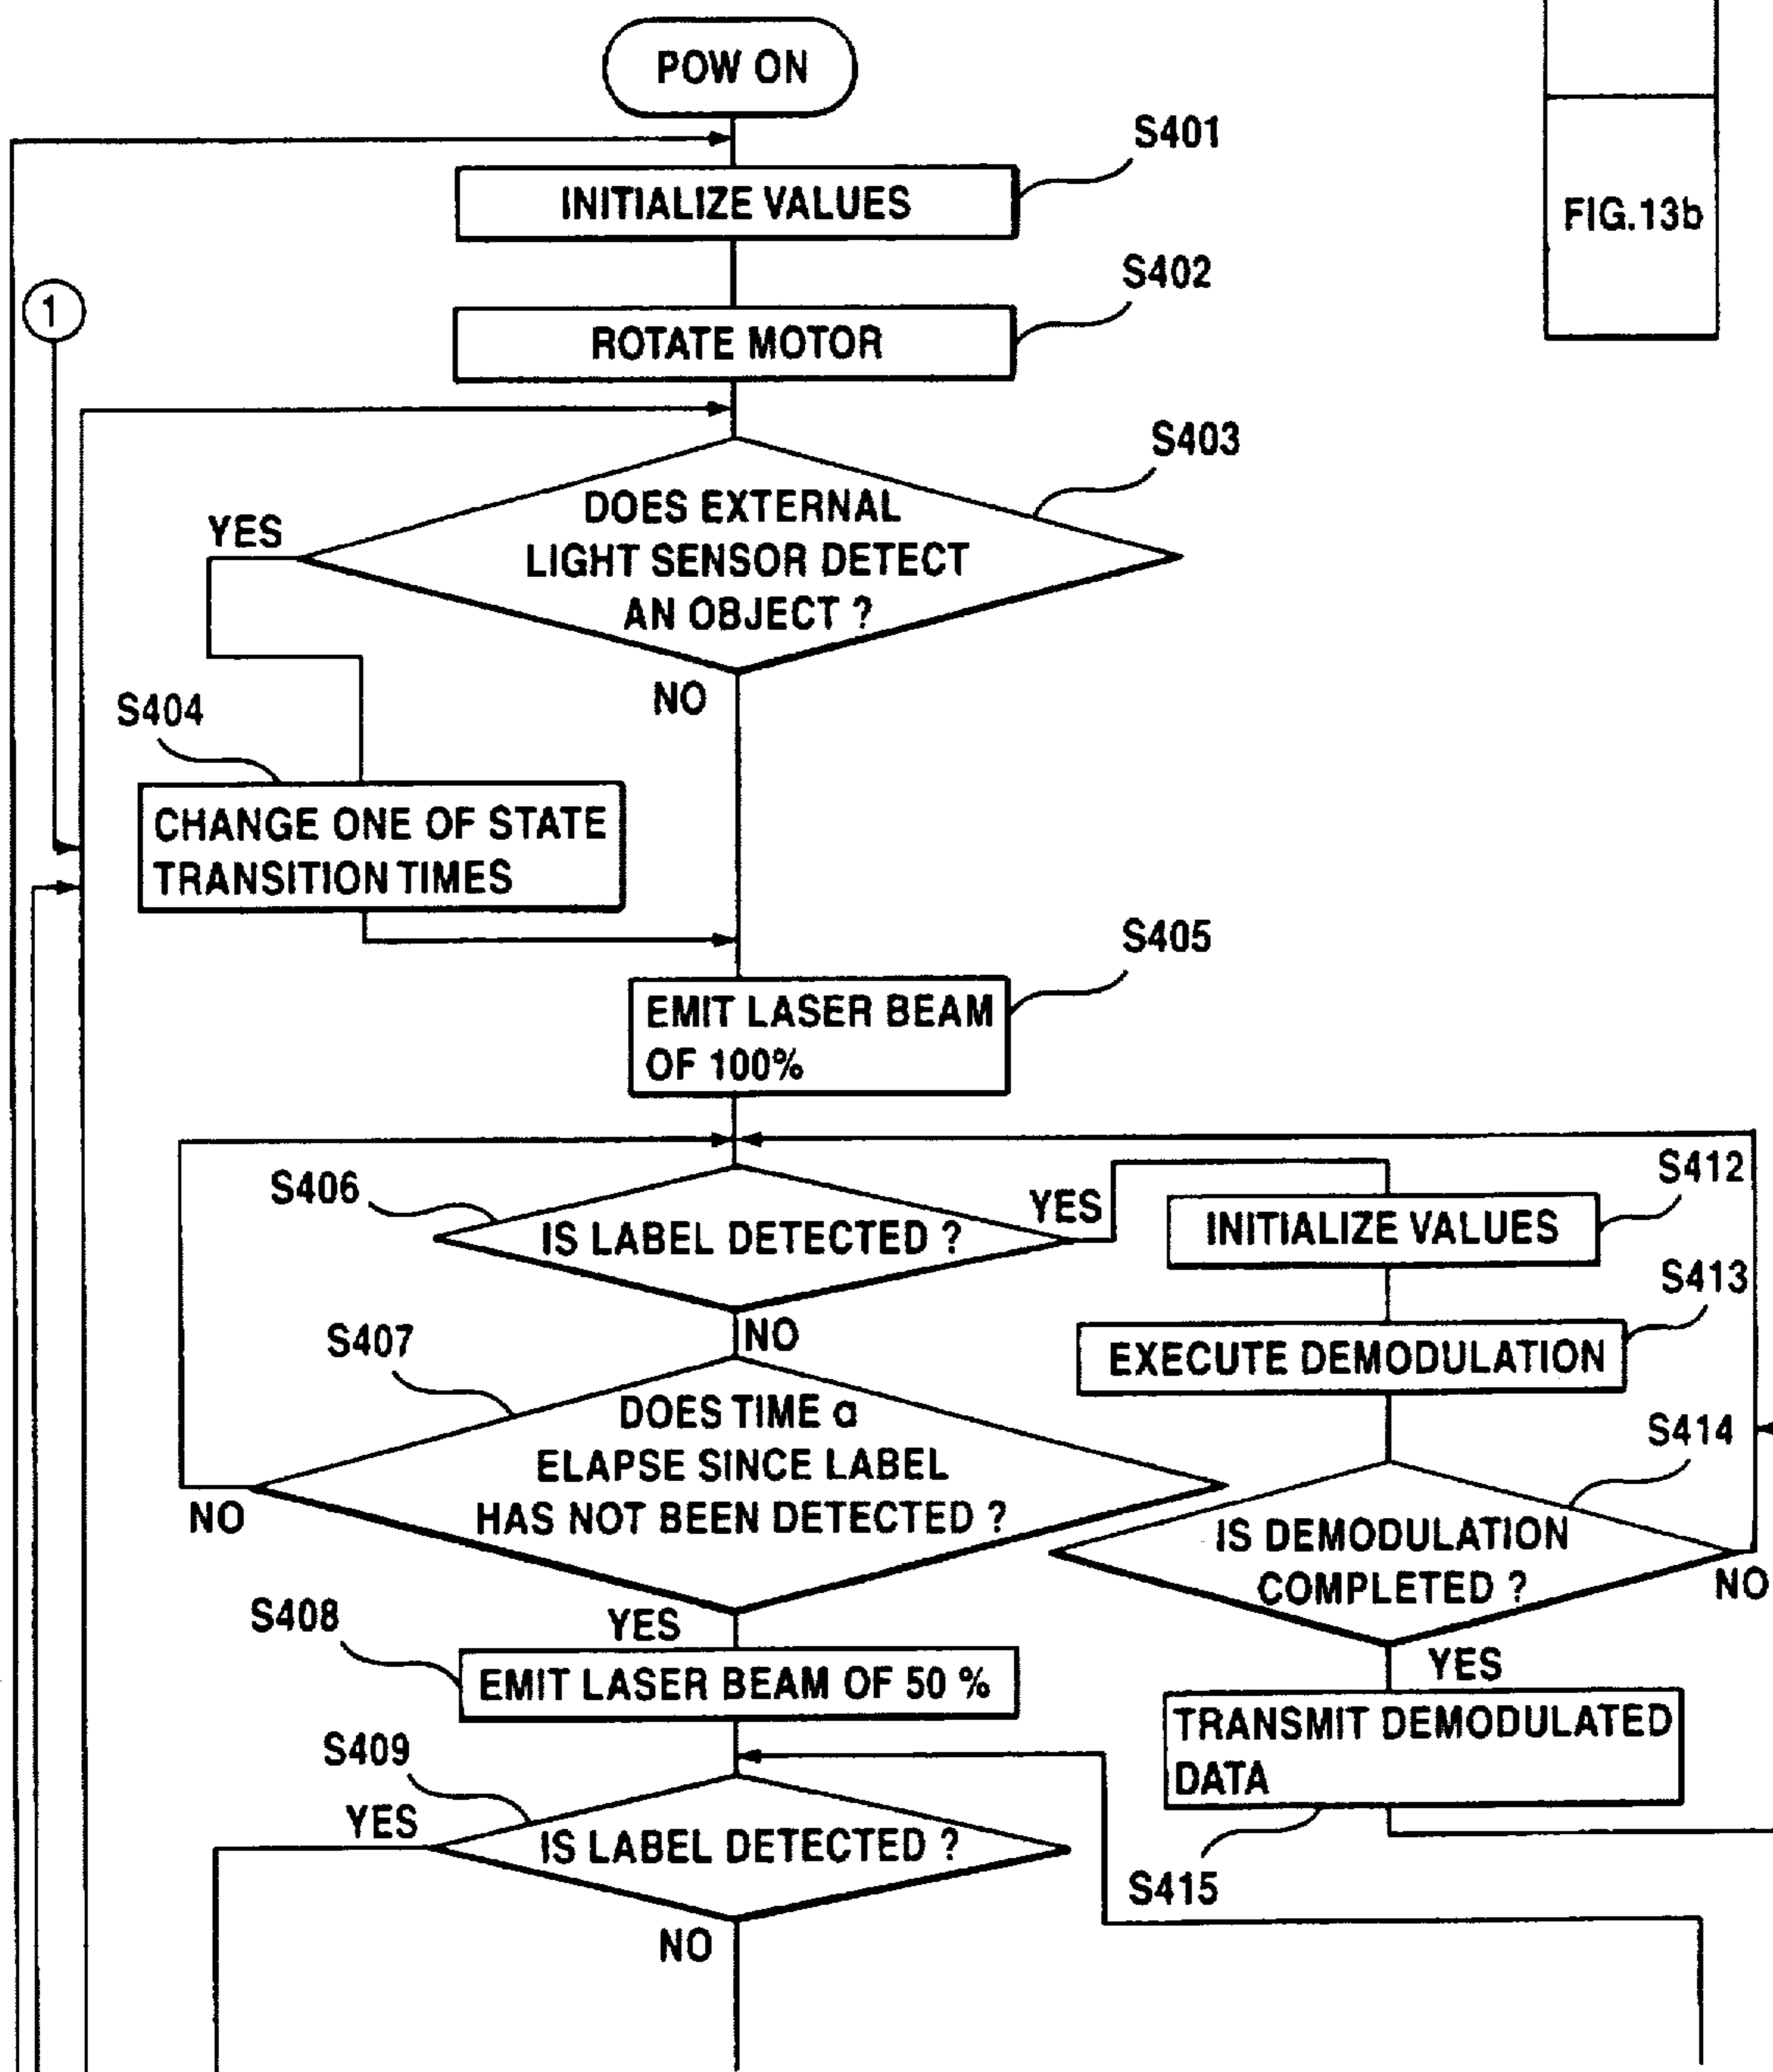 POW ON
S401
INITIALIZE VALUES
FIG.13b
S402
1
ROTATE MOTOR
S403
DOES EXTERNAL
LIGHT SENSOR DETECT
AN OBJECT ?
YES
NO
S404
CHANGE ONE OF STATE
TRANSITION TIMES
S405
EMIT LASER BEAM
OF 100%
S406
IS LABEL DETECTED ?
YES
S412
INITIALIZE VALUES
NO
S413
EXECUTE DEMODULATION
S407
DOES TIME a
ELAPSE SINCE LABEL
HAS NOT BEEN DETECTED ?
NO
S414
IS DEMODULATION
COMPLETED ?
NO
YES
S408
EMIT LASER BEAM OF 50 %
YES
TRANSMIT DEMODULATED
DATA
S409
YES
IS LABEL DETECTED ?
S415
NO